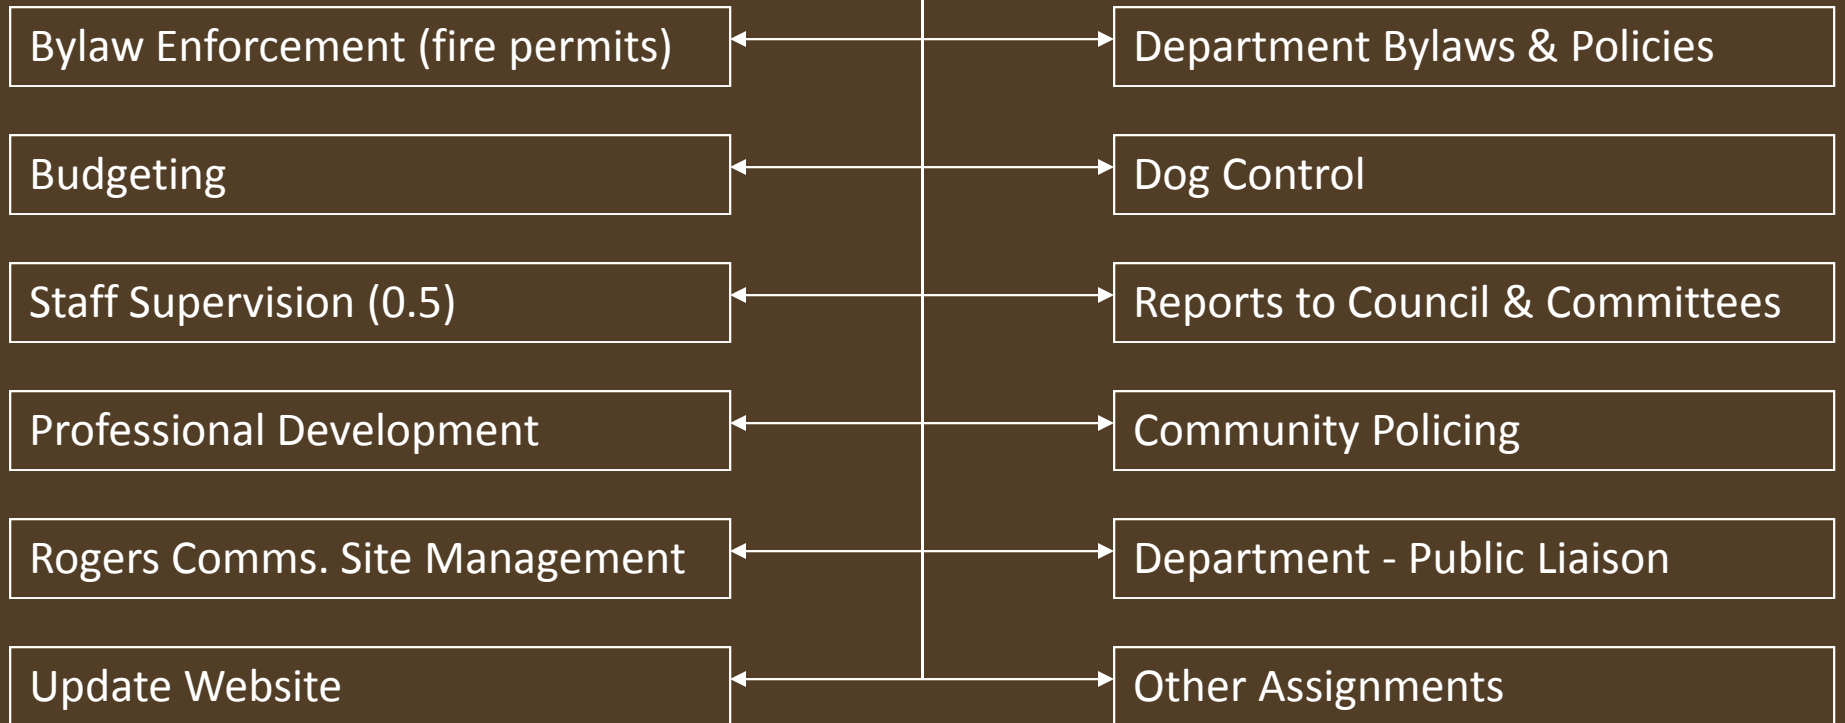 Bylaw Enforcement (fire permits)
Department Bylaws & Policies
Budgeting
Dog Control
Staff Supervision (0.5)
Reports to Council & Committees
Professional Development
Community Policing
Rogers Comms. Site Management
Department - Public Liaison
Update Website
Other Assignments